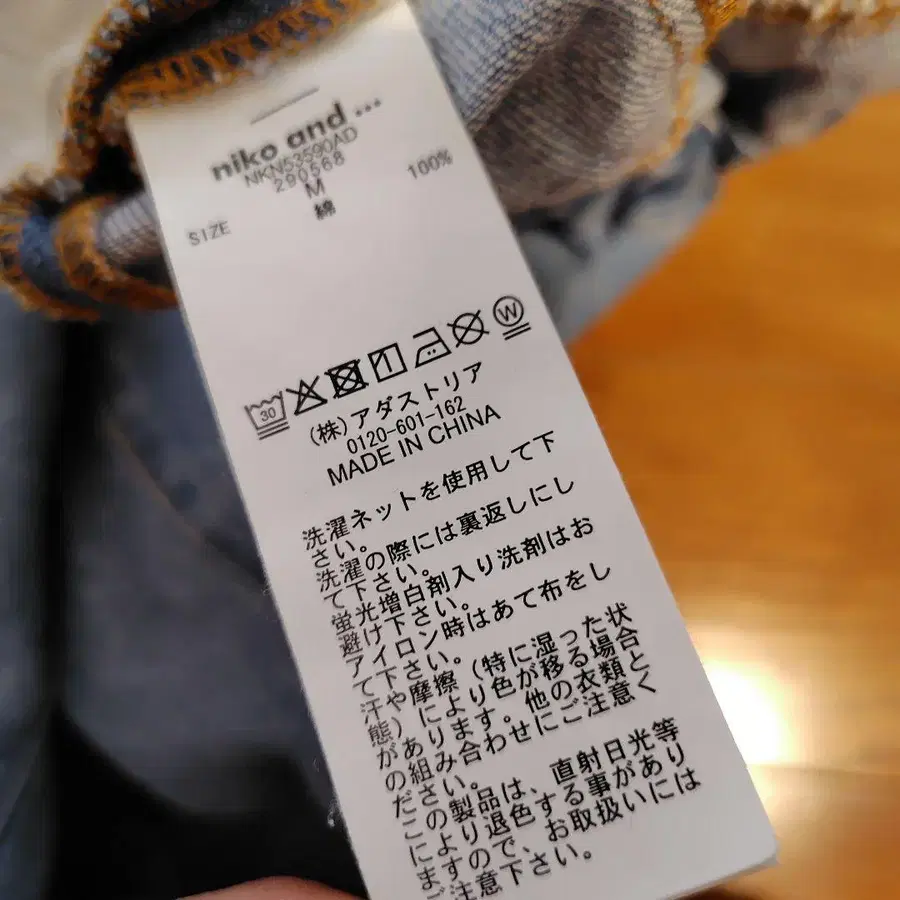 niko and ...
NKN53590AD
290568
SIZE M
綿 100%
30 W
(株)アダストリア
0120-601-162
MADE IN CHINA
洗濯ネットを使用して下
さい。
洗濯の際には裏返しにし
て下さい。
蛍光増白剤入り洗剤はお
避け下さい。
アイロン時はあて布をし
て下さい。
汗や摩擦(特に湿った状
態)により色が移る場合
があります。他の衣類と
の組み合わせにご注意く
ださい。
この製品は、直射日光等
により退色する事があり
ますので、お取扱いには
ご注意下さい。